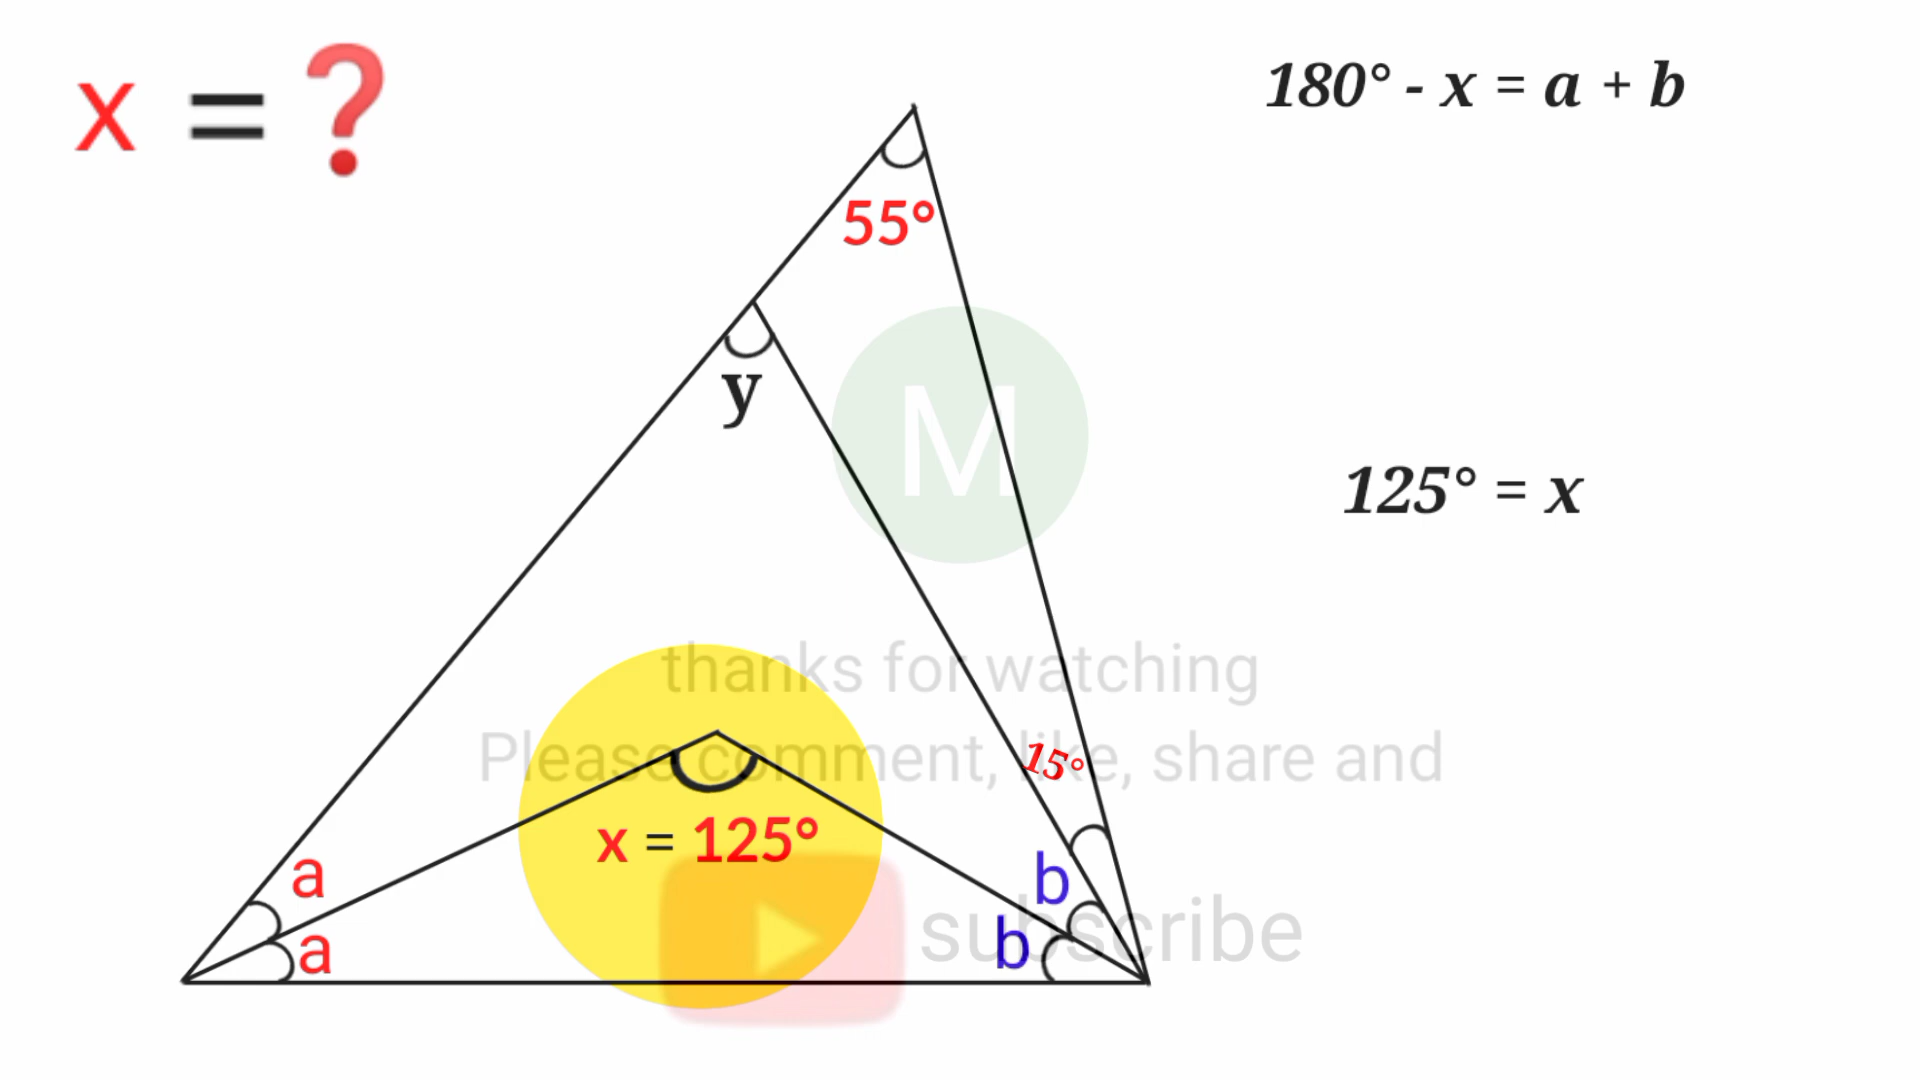 x = ?
180° - x = a + b
55°
M
y
125° = x
thanks for watching
Please comment, like, share and
15°
x = 125°
a
b
subscribe
a
b